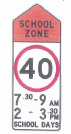 SCHOOL
ZONE
40
7.30-9 AM
2 - 3.30 PM
SCHOOL DAYS